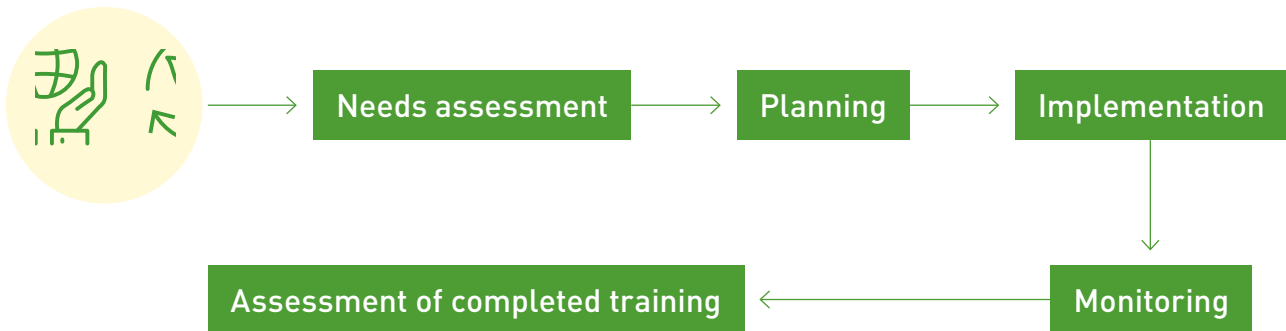 Needs assessment
Planning
Implementation
Monitoring
Assessment of completed training